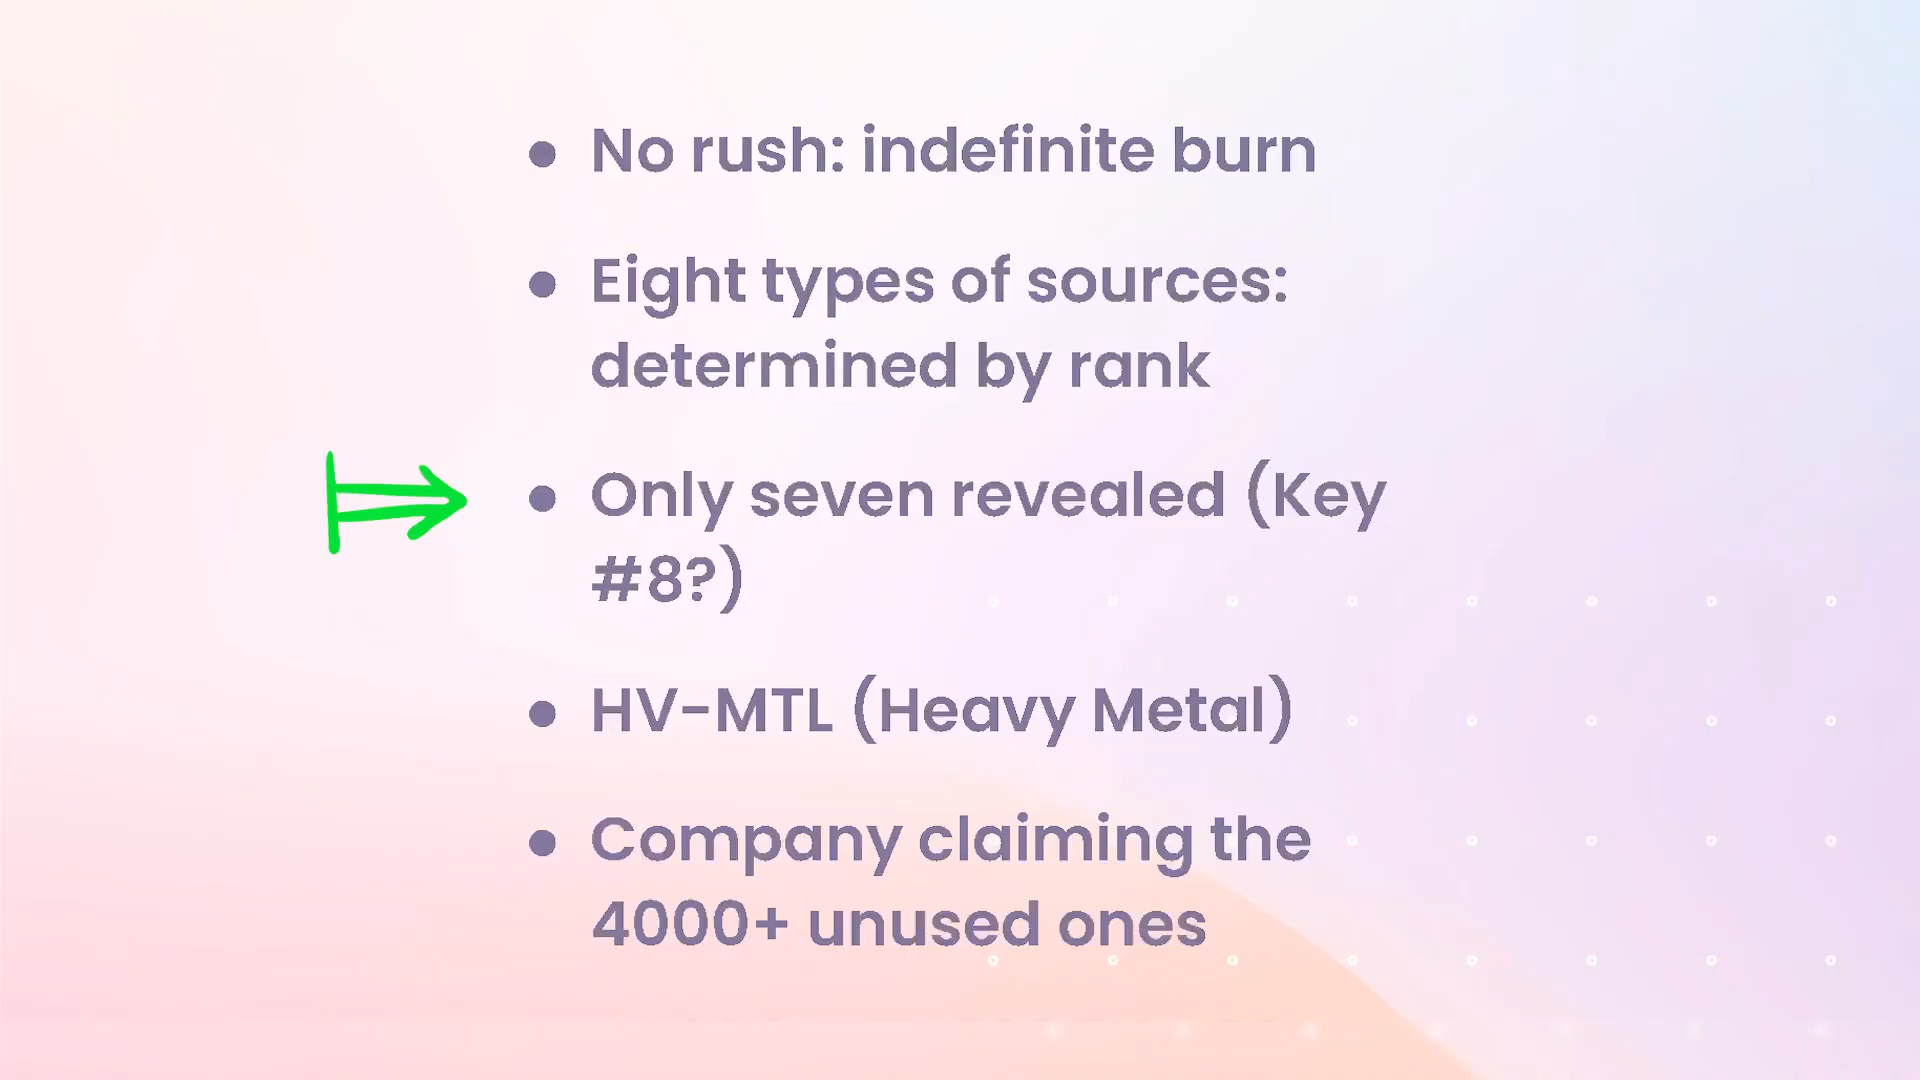 • No rush: indefinite burn
• Eight types of sources:
determined by rank
• Only seven revealed (Key
#8?)
• HV-MTL (Heavy Metal)
• Company claiming the
4000+ unused ones